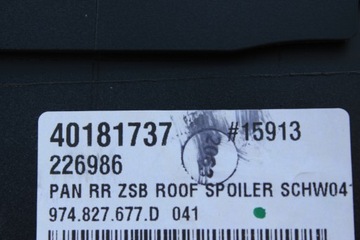 40181737 #15913
226986
PAN RR ZSB ROOF SPOILER SCHW041
974.827.677.D 041